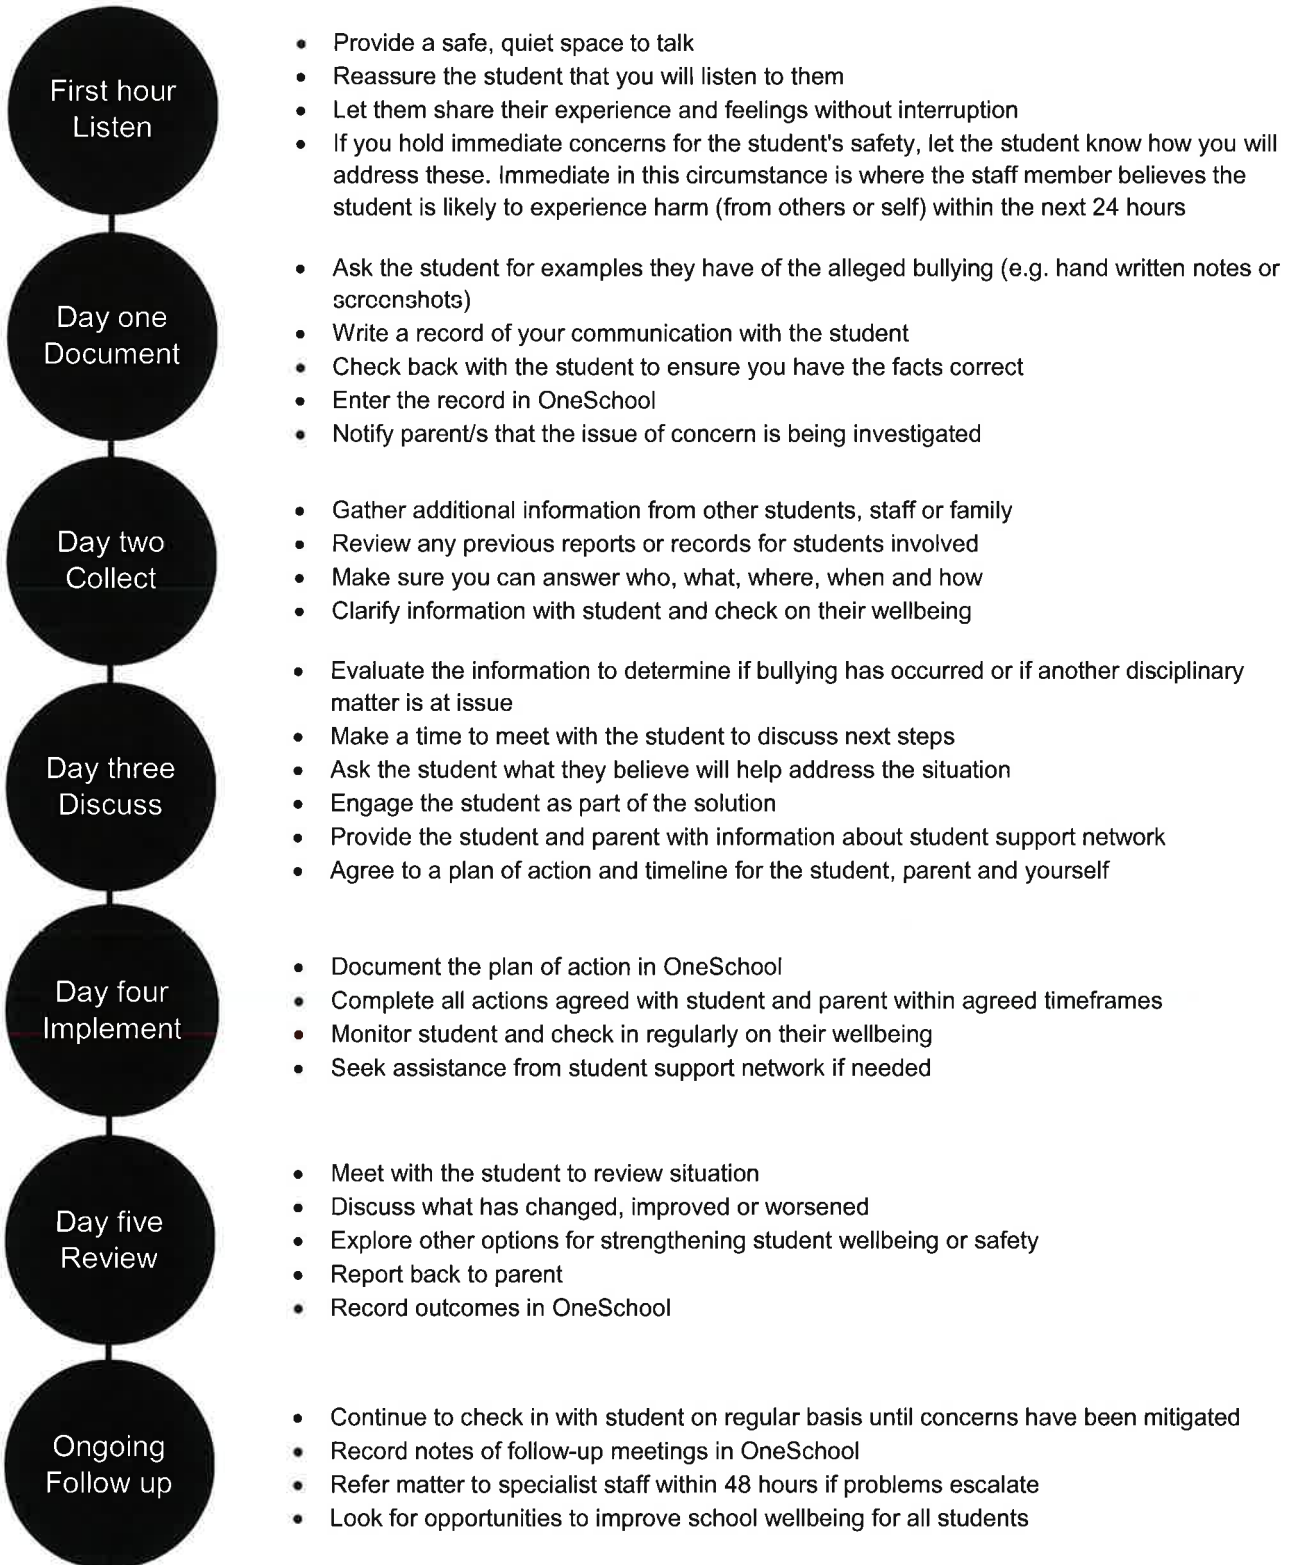 First hour
Listen
• Provide a safe, quiet space to talk
• Reassure the student that you will listen to them
• Let them share their experience and feelings without interruption
• If you hold immediate concerns for the student's safety, let the student know how you will
address these. Immediate in this circumstance is where the staff member believes the
student is likely to experience harm (from others or self) within the next 24 hours
Day one
Document
• Ask the student for examples they have of the alleged bullying (e.g. hand written notes or
screenshots)
• Write a record of your communication with the student
• Check back with the student to ensure you have the facts correct
• Enter the record in OneSchool
• Notify parent/s that the issue of concern is being investigated
Day two
Collect
• Gather additional information from other students, staff or family
• Review any previous reports or records for students involved
• Make sure you can answer who, what, where, when and how
• Clarify information with student and check on their wellbeing
Day three
Discuss
• Evaluate the information to determine if bullying has occurred or if another disciplinary
matter is at issue
• Make a time to meet with the student to discuss next steps
• Ask the student what they believe will help address the situation
• Engage the student as part of the solution
• Provide the student and parent with information about student support network
• Agree to a plan of action and timeline for the student, parent and yourself
Day four
Implement
• Document the plan of action in OneSchool
• Complete all actions agreed with student and parent within agreed timeframes
• Monitor student and check in regularly on their wellbeing
• Seek assistance from student support network if needed
Day five
Review
• Meet with the student to review situation
• Discuss what has changed, improved or worsened
• Explore other options for strengthening student wellbeing or safety
• Report back to parent
• Record outcomes in OneSchool
Ongoing
Follow up
• Continue to check in with student on regular basis until concerns have been mitigated
• Record notes of follow-up meetings in OneSchool
• Refer matter to specialist staff within 48 hours if problems escalate
• Look for opportunities to improve school wellbeing for all students